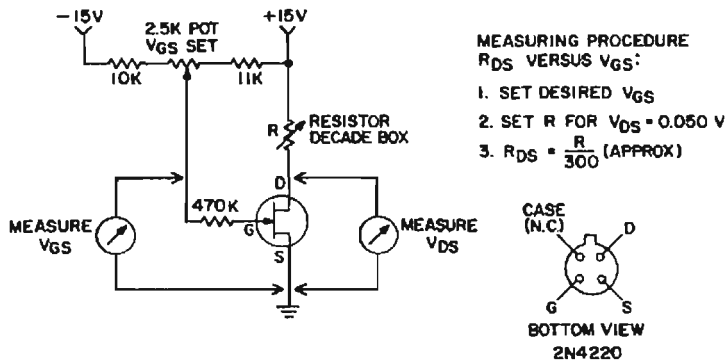 −15V
2.5K POT
VGS SET
+15V
10K
11K
R
RESISTOR
DECADE BOX
D
470K
G
S
MEASURE
VGS
MEASURE
VDS
MEASURING PROCEDURE
RDS VERSUS VGS:
1. SET DESIRED VGS
2. SET R FOR VDS = 0.050 V
3. RDS = R/300 (APPROX)
CASE
(N.C)
D
G
S
BOTTOM VIEW
2N4220